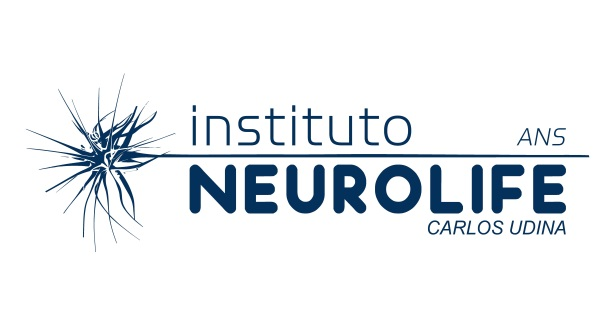 instituto
ANS
NEUROLIFE
CARLOS UDINA